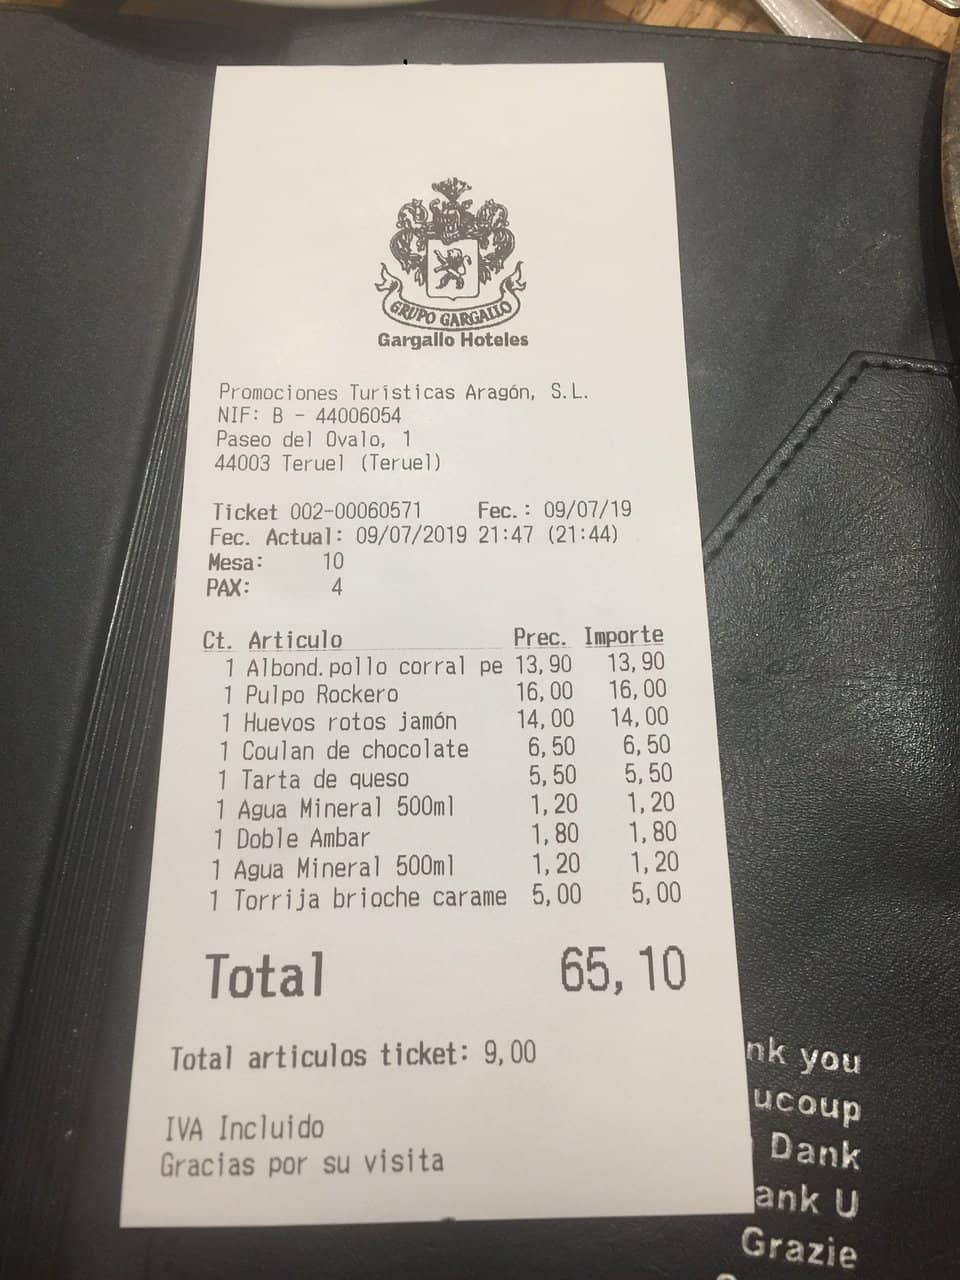 GRUPO GARGALLO
Gargallo Hoteles
Promociones Turísticas Aragón, S.L.
NIF: B - 44006054
Paseo del Ovalo, 1
44003 Teruel (Teruel)
Ticket 002-00060571 Fec.: 09/07/19
Fec. Actual: 09/07/2019 21:47 (21:44)
Mesa: 10
PAX: 4
Ct. Articulo Prec. Importe
1 Albond.pollo corral pe 13,90 13,90
1 Pulpo Rockero 16,00 16,00
1 Huevos rotos jamón 14,00 14,00
1 Coulan de chocolate 6,50 6,50
1 Tarta de queso 5,50 5,50
1 Agua Mineral 500ml 1,20 1,20
1 Doble Ambar 1,80 1,80
1 Agua Mineral 500ml 1,20 1,20
1 Torrija brioche carame 5,00 5,00
Total 65,10
Total articulos ticket: 9,00
IVA Incluido
Gracias por su visita
nk you
ucoup
Dank
ank U
Grazie